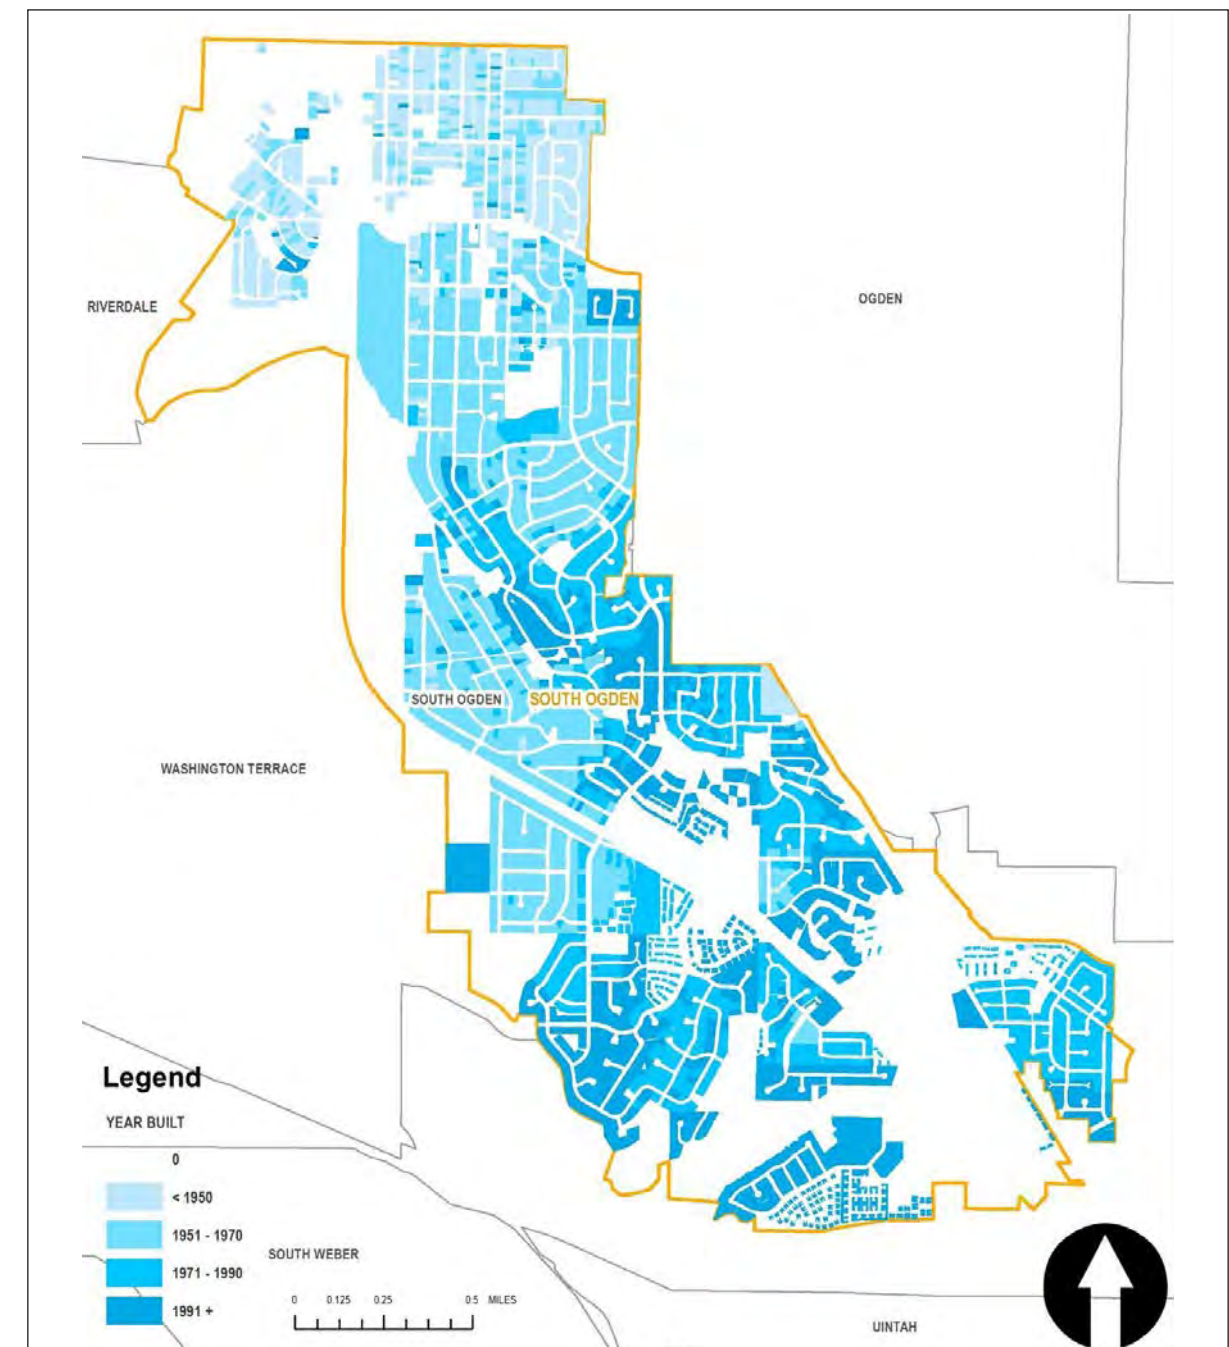 RIVERDALE
OGDEN
SOUTH OGDEN
SOUTH OGDEN
WASHINGTON TERRACE
Legend
YEAR BUILT
0
< 1950
1951 - 1970
1971 - 1990
1991 +
SOUTH WEBER
0 0.125 0.25 0.5 MILES
UINTAH